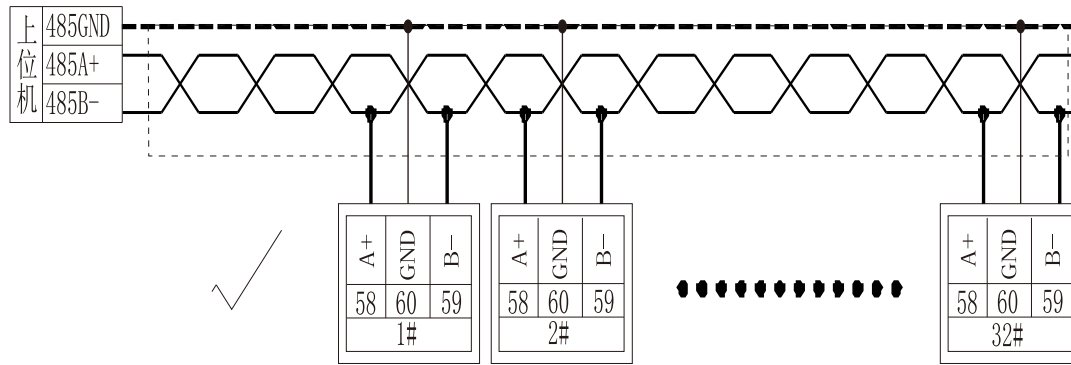 上位机
485GND
485A+
485B-
A+ GND B-
58 60 59
1#
A+ GND B-
58 60 59
2#
A+ GND B-
58 60 59
32#